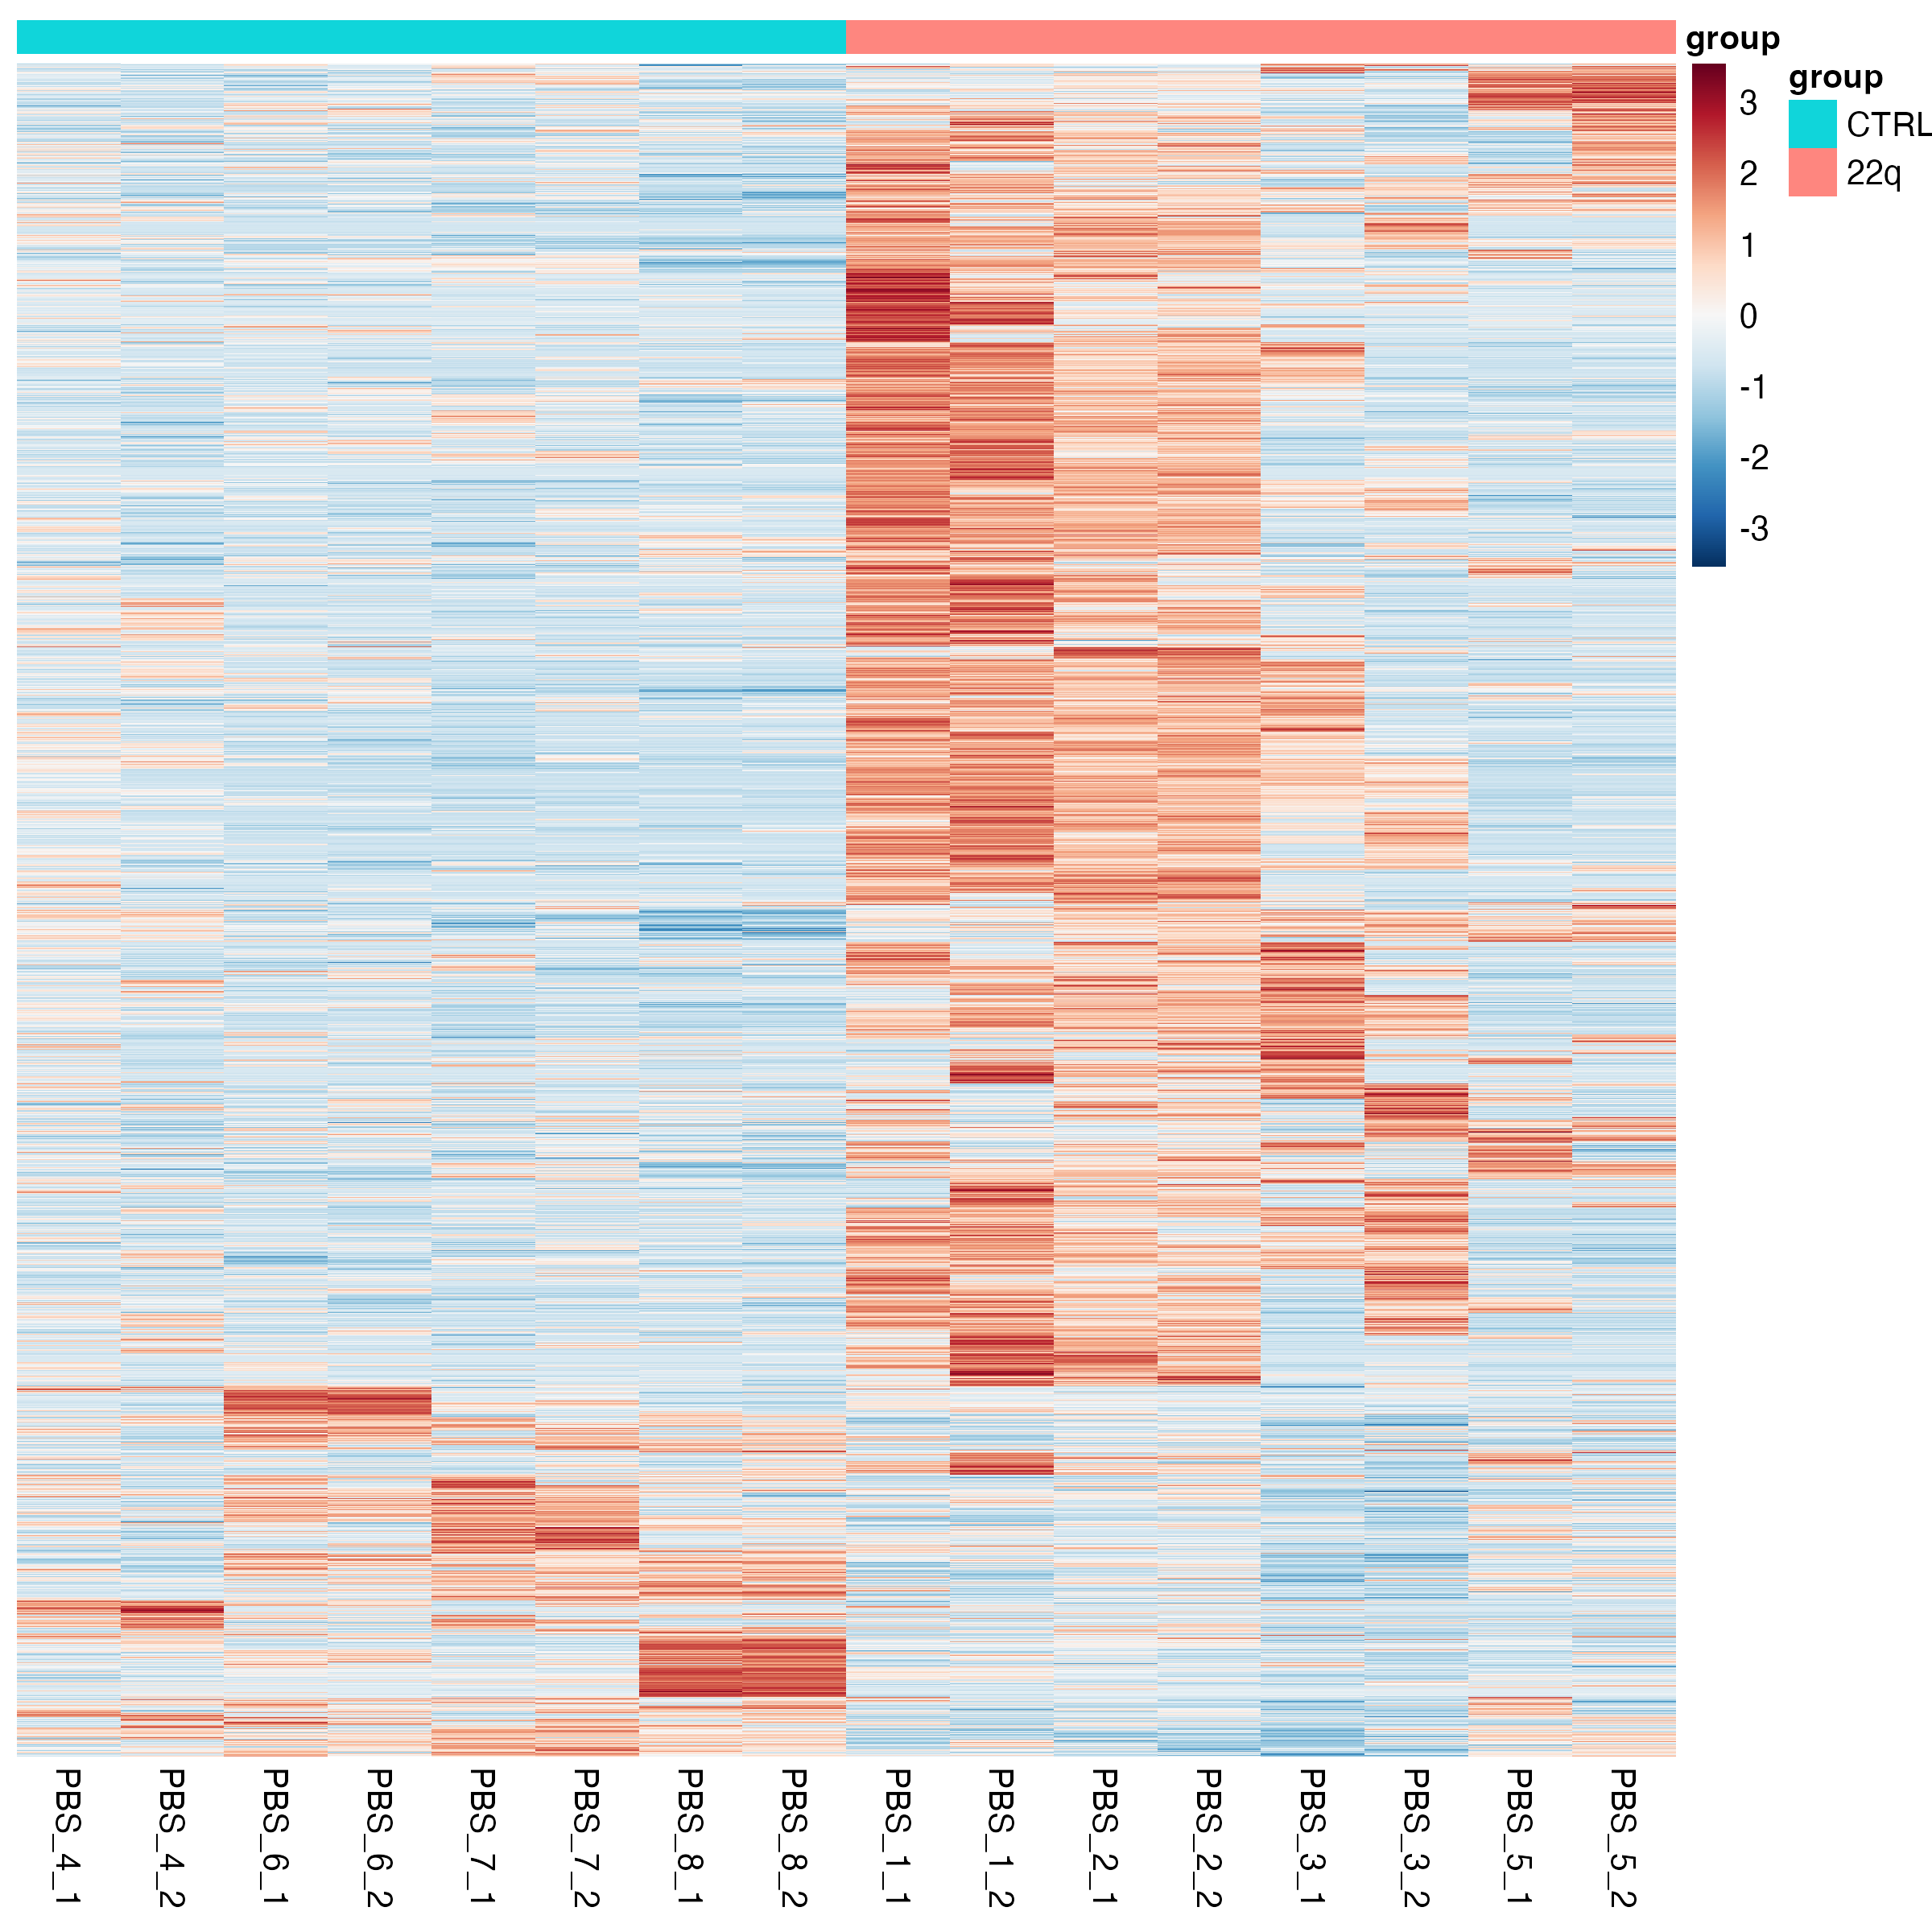 group
group
CTRL
22q
3
2
1
0
-1
-2
-3
PBS_4_1
PBS_4_2
PBS_6_1
PBS_6_2
PBS_7_1
PBS_7_2
PBS_8_1
PBS_8_2
PBS_1_1
PBS_1_2
PBS_2_1
PBS_2_2
PBS_3_1
PBS_3_2
PBS_5_1
PBS_5_2